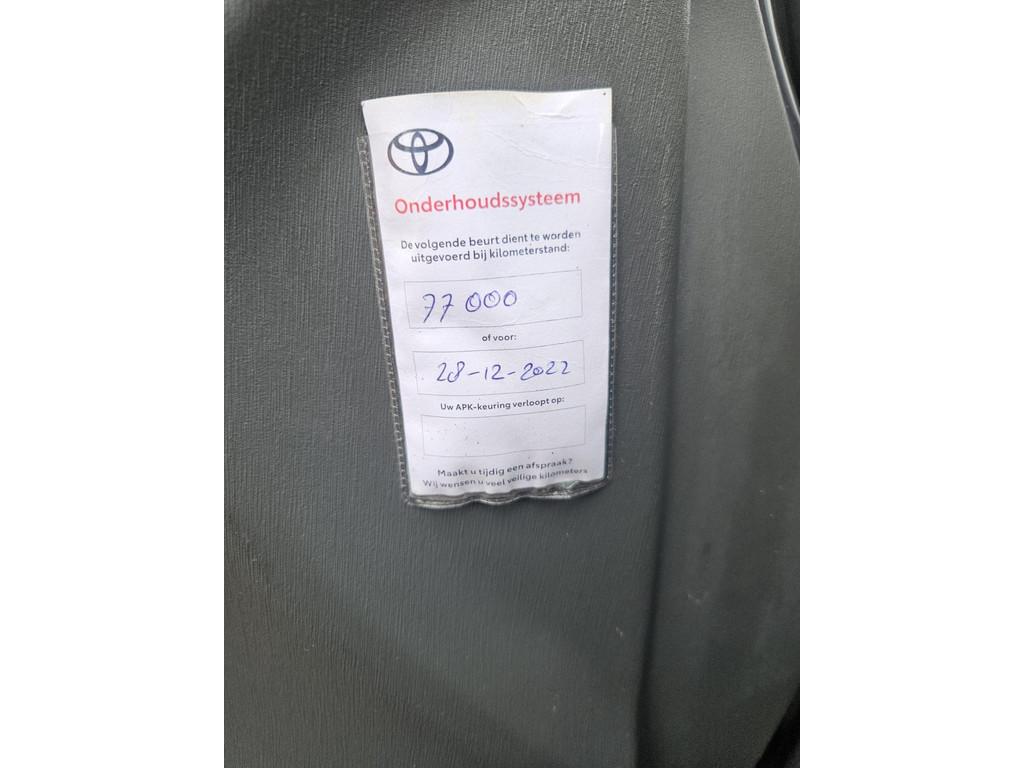 Onderhoudssysteem
De volgende beurt dient te worden
uitgevoerd bij kilometerstand:
77 000
of voor:
28-12-2022
Uw APK-keuring verloopt op:
Maakt u tijdig een afspraak?
Wij wensen u veel veilige kilometers